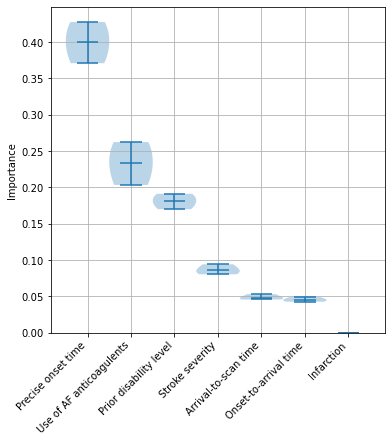 0.40
0.35
0.30
0.25
0.20
0.15
0.10
0.05
0.00
Importance
Precise onset time
Use of AF anticoagulents
Prior disability level
Stroke severity
Arrival-to-scan time
Onset-to-arrival time
Infarction